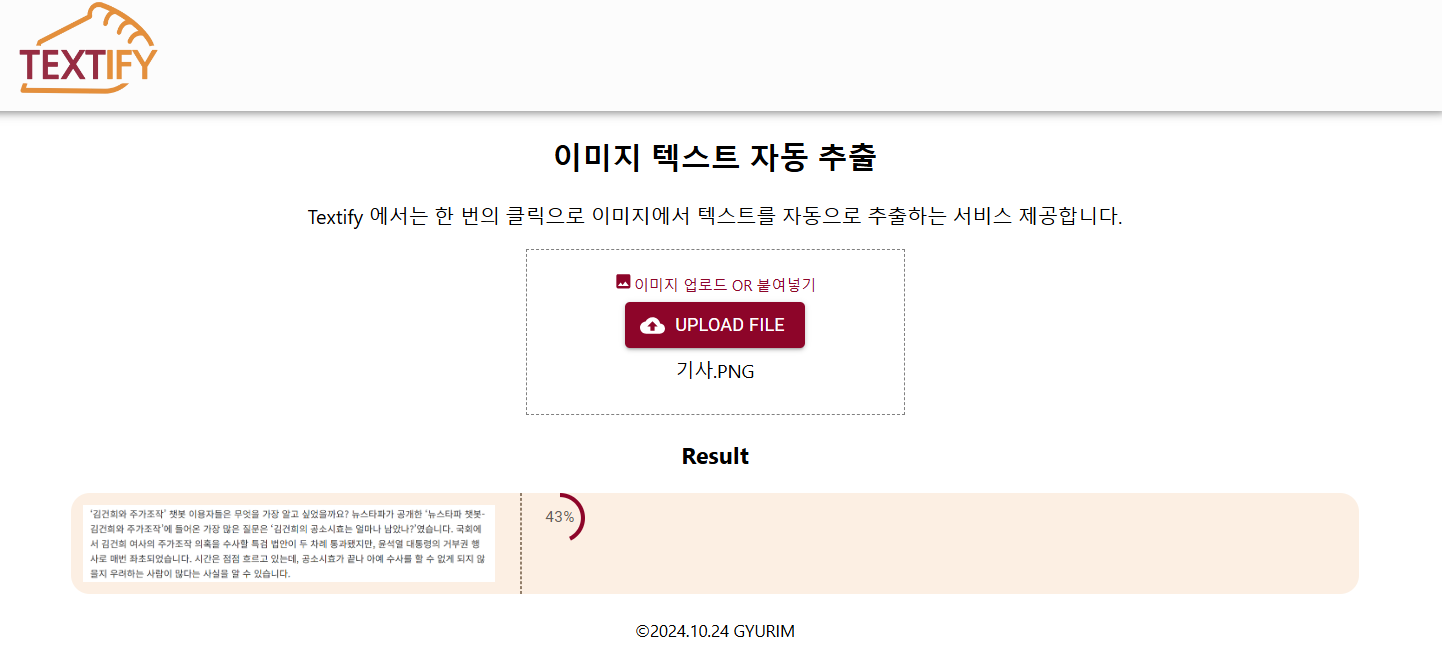 TEXTIFY
이미지 텍스트 자동 추출
Textify 에서는 한 번의 클릭으로 이미지에서 텍스트를 자동으로 추출하는 서비스 제공합니다.
이미지 업로드 OR 붙여넣기
UPLOAD FILE
기사.PNG
Result
'김건희와 주가조작' 챗봇 이용자들은 무엇을 가장 알고 싶었을까요? 뉴스타파가 공개한 '뉴스타파 챗봇-
김건희와 주가조작'에 들어온 가장 많은 질문은 '김건희의 공소시효는 얼마나 남았나?'였습니다. 국회에
서 김건희 여사의 주가조작 의혹을 수사할 특검 법안이 두 차례 통과됐지만, 윤석열 대통령의 거부권 행
사로 매번 좌초되었습니다. 시간은 점점 흐르고 있는데, 공소시효가 끝나 아예 수사를 할 수 없게 되지 않
을지 우려하는 사람이 많다는 사실을 알 수 있습니다.
43%
©2024.10.24 GYURIM